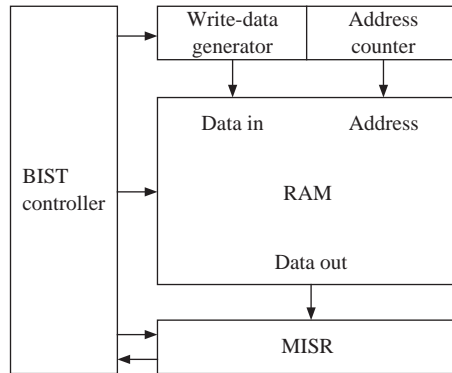 Write-data
generator
Address
counter
Data in
Address
BIST
controller
RAM
Data out
MISR